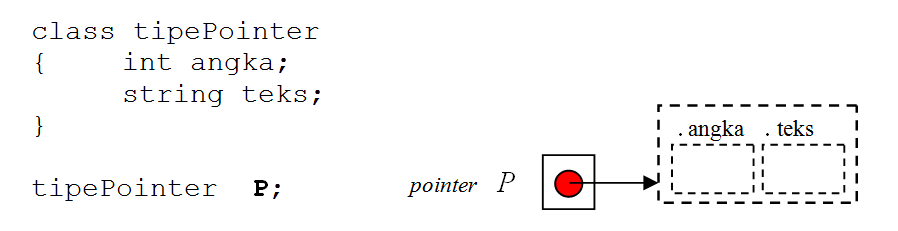 class tipePointer
{ int angka;
string teks;
}
. angka . teks
tipePointer P;
pointer P